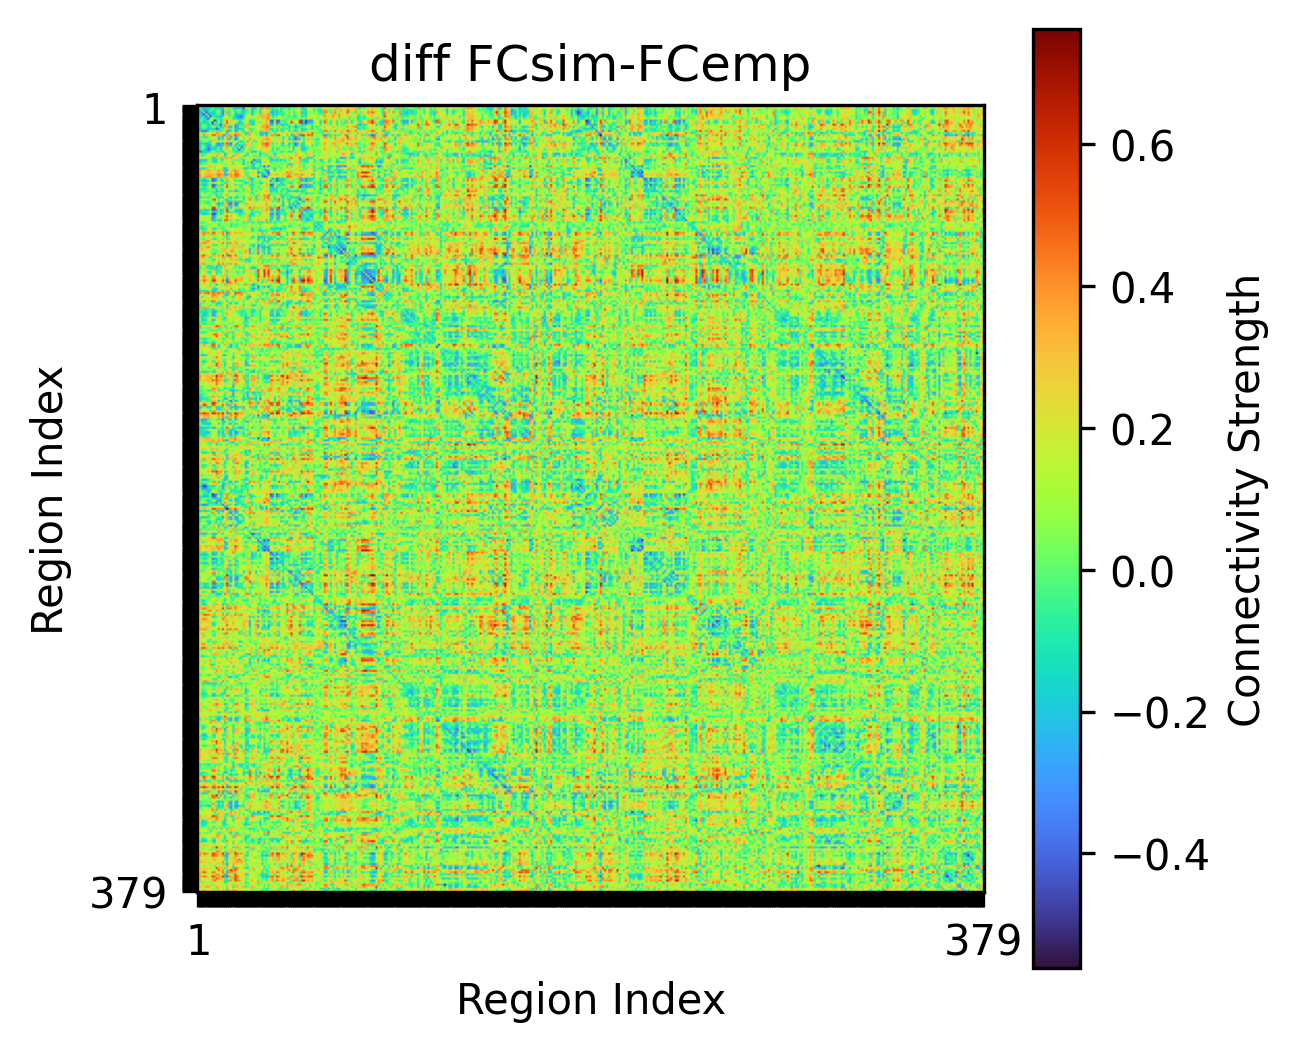 diff FCsim-FCemp
1
379
1
379
Region Index
Region Index
0.6
0.4
0.2
0.0
−0.2
−0.4
Connectivity Strength